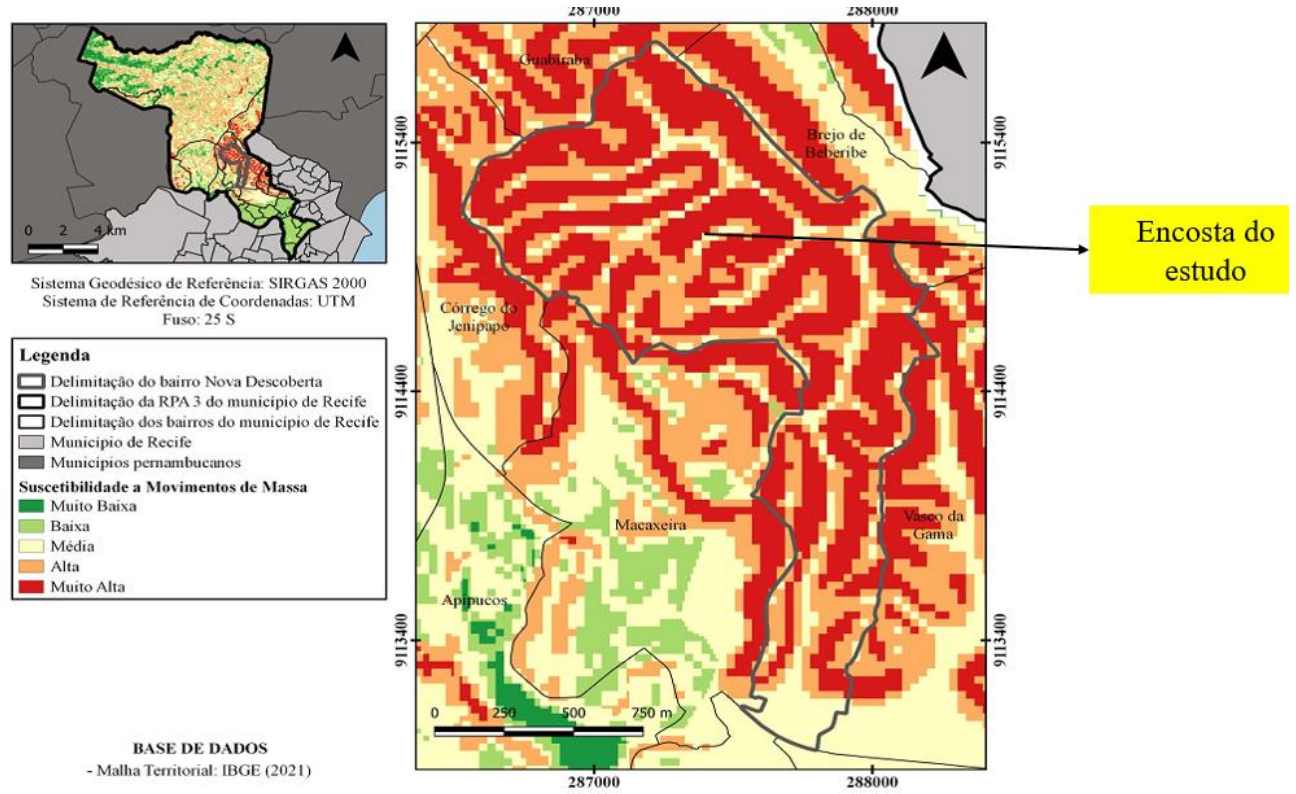 0 2 4 km
Sistema Geodésico de Referência: SIRGAS 2000
Sistema de Referência de Coordenadas: UTM
Fuso: 25 S
Legenda
Delimitação do bairro Nova Descoberta
Delimitação da RPA 3 do município de Recife
Delimitação dos bairros do município de Recife
Município de Recife
Municípios pernambucanos
Suscetibilidade a Movimentos de Massa
Muito Baixa
Baixa
Média
Alta
Muito Alta
BASE DE DADOS
- Malha Territorial: IBGE (2021)
287000 288000
Guabiraba
Brejo de
Beberibe
Córrego do
Jenipapo
Macaxeira
Vasco da
Gama
Apipucos
9115400
9114400
9113400
9115400
9114400
9113400
0 250 500 750 m
287000 288000
Encosta do
estudo